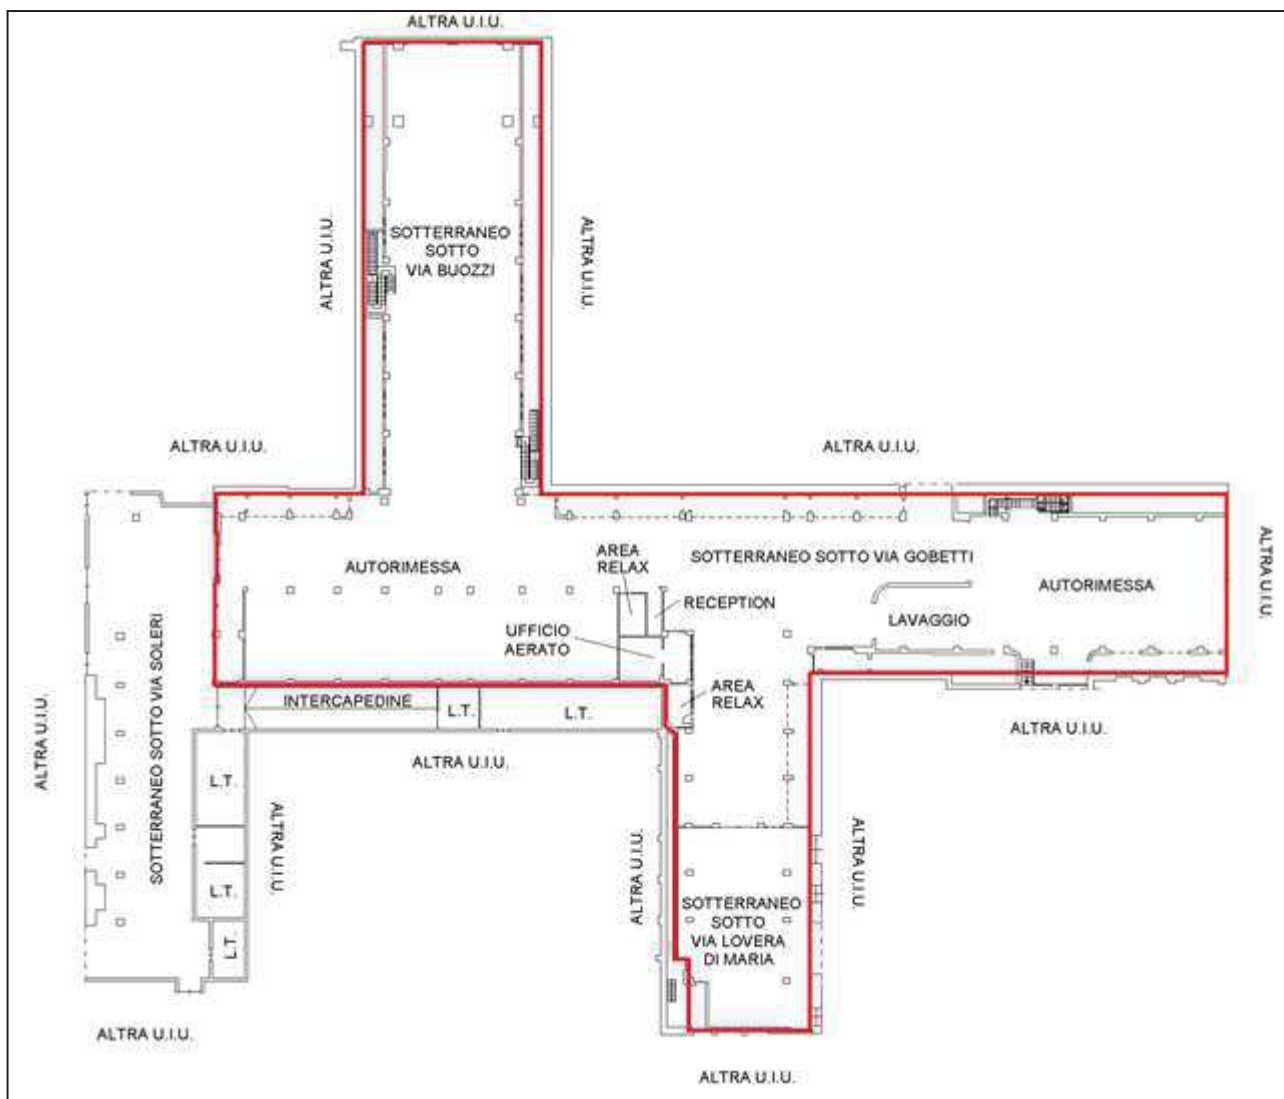 ALTRA U.I.U.
ALTRA U.I.U.
SOTTERRANEO
SOTTO
VIA BUOZZI
ALTRA U.I.U.
ALTRA U.I.U.
ALTRA U.I.U.
AUTORIMESSA
AREA
RELAX
SOTTERRANEO SOTTO VIA GOBETTI
AUTORIMESSA
ALTRA U.I.U.
RECEPTION
LAVAGGIO
UFFICIO
AERATO
SOTTERRANEO SOTTO VIA SOLERI
ALTRA U.I.U.
INTERCAPEDINE
L.T.
L.T.
AREA
RELAX
ALTRA U.I.U.
ALTRA U.I.U.
L.T.
ALTRA U.I.U.
ALTRA U.I.U.
ALTRA U.I.U.
L.T.
SOTTERRANEO
SOTTO
VIA LOVERA
DI MARIA
L.T.
ALTRA U.I.U.
ALTRA U.I.U.